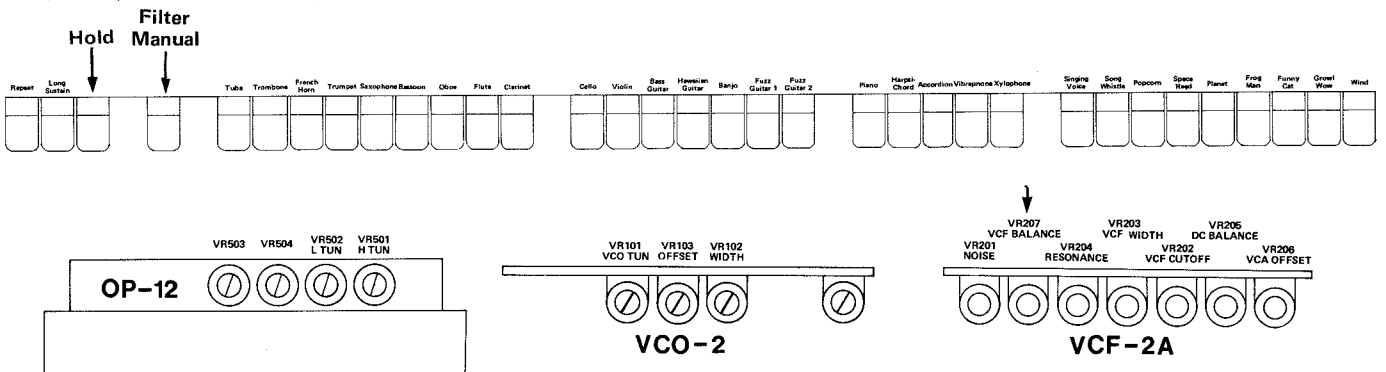 Hold
Filter
Manual
Repeat
Long
Sustain
Tuba
Trombone
French
Horn
Trumpet
Saxophone
Bassoon
Oboe
Flute
Clarinet
Cello
Violin
Bass
Guitar
Hawaiian
Guitar
Banjo
Fuzz
Guitar 1
Fuzz
Guitar 2
Piano
Harpsi-
Chord
Accordion
Vibraphone
Xylophone
Singing
Voice
Song
Whistle
Popcorn
Space
Reed
Planet
Frog
Man
Funny
Cat
Growl
Wow
Wind
OP-12
VR503
VR504
VR502
L TUN
VR501
H TUN
VR101
VCO TUN
VR103
OFFSET
VR102
WIDTH
VCO-2
VR201
NOISE
VR207
VCF BALANCE
VR204
RESONANCE
VR203
VCF WIDTH
VR202
VCF CUTOFF
VR205
DC BALANCE
VR206
VCA OFFSET
VCF-2A